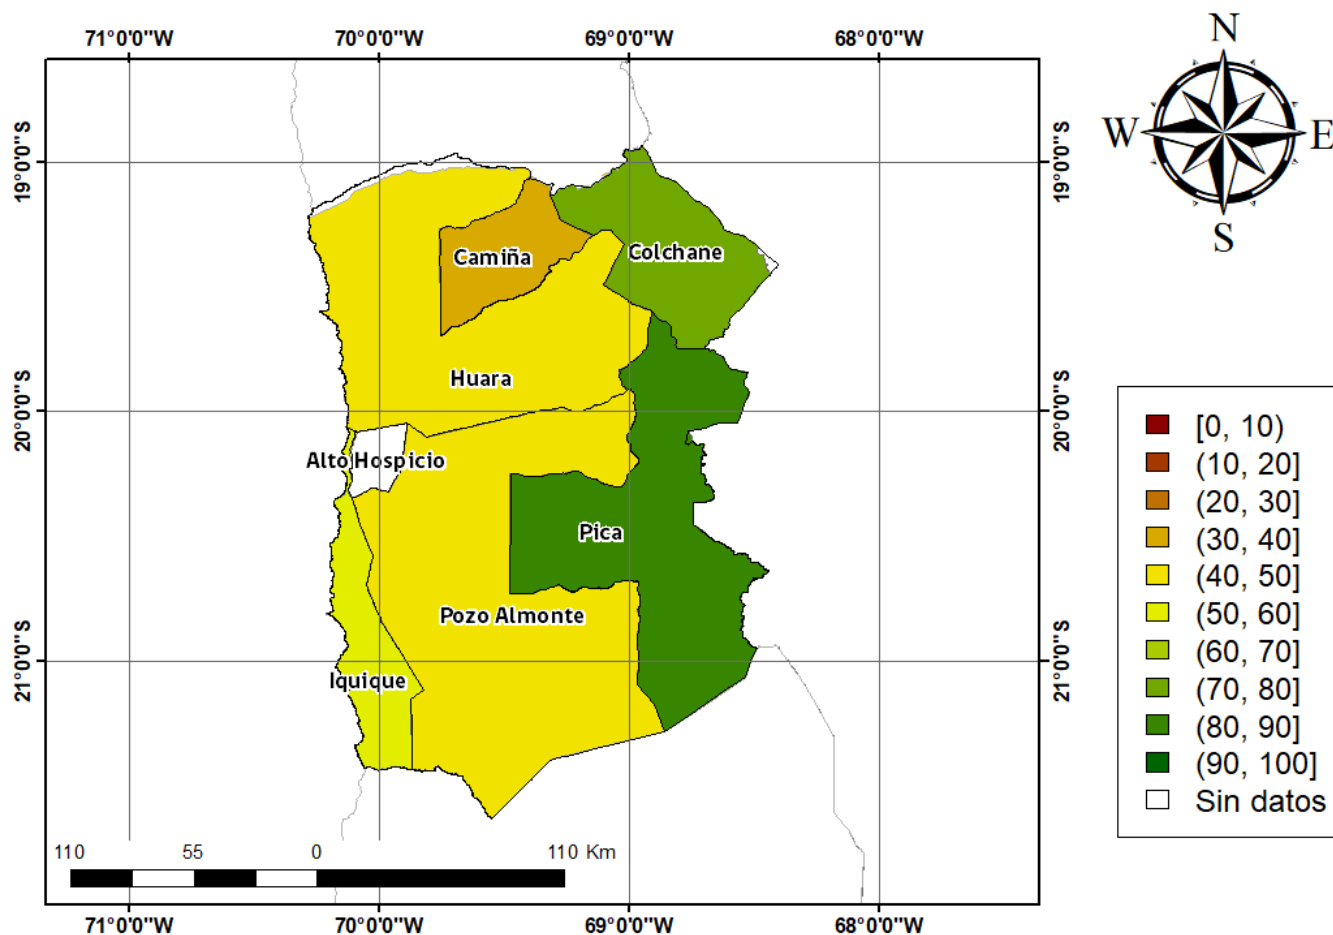 71°0'0"W 70°0'0"W 69°0'0"W 68°0'0"W
N
W E
S
19°0'0"S 19°0'0"S
Camiña
Colchane
Huara
20°0'0"S 20°0'0"S
Alto Hospicio
Pica
Pozo Almonte
21°0'0"S 21°0'0"S
Iquique
[0, 10)
(10, 20]
(20, 30]
(30, 40]
(40, 50]
(50, 60]
(60, 70]
(70, 80]
(80, 90]
(90, 100]
Sin datos
110 55 0 110 Km
71°0'0"W 70°0'0"W 69°0'0"W 68°0'0"W